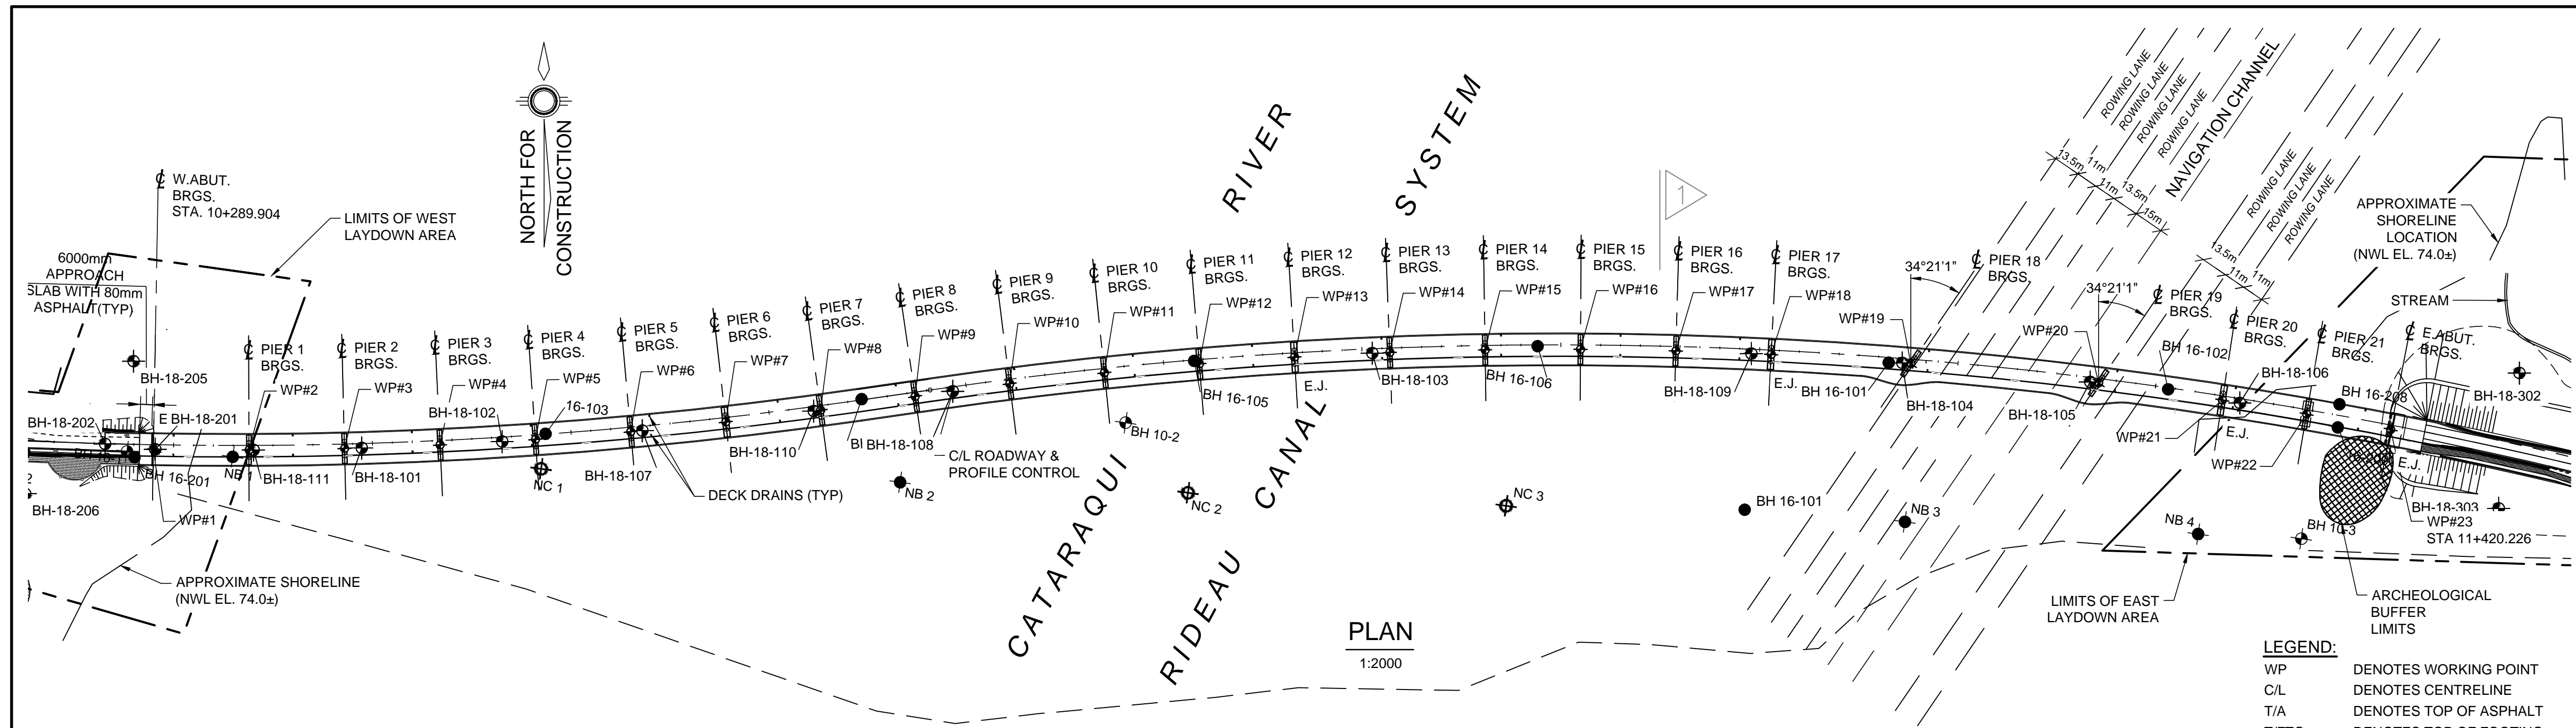 ℄ W.ABUT.
BRGS.
STA. 10+289.904
LIMITS OF WEST
LAYDOWN AREA
6000mm
APPROACH
SLAB WITH 80mm
ASPHALT(TYP)
NORTH FOR
CONSTRUCTION
CATARAQUI
RIVER
RIDEAU
CANAL
SYSTEM
1
ROWING LANE
ROWING LANE
ROWING LANE
ROWING LANE
NAVIGATION CHANNEL
ROWING LANE
ROWING LANE
ROWING LANE
13.5m
11m
11m
13.5m
15m
13.5m
11m
11m
APPROXIMATE
SHORELINE
LOCATION
(NWL EL. 74.0±)
STREAM
℄ PIER 1
BRGS.
℄ PIER 2
BRGS.
℄ PIER 3
BRGS.
℄ PIER 4
BRGS.
℄ PIER 5
BRGS.
℄ PIER 6
BRGS.
℄ PIER 7
BRGS.
℄ PIER 8
BRGS.
℄ PIER 9
BRGS.
℄ PIER 10
BRGS.
℄ PIER 11
BRGS.
℄ PIER 12
BRGS.
℄ PIER 13
BRGS.
℄ PIER 14
BRGS.
℄ PIER 15
BRGS.
℄ PIER 16
BRGS.
℄ PIER 17
BRGS.
34°21'1"
℄ PIER 18
BRGS.
34°21'1"
℄ PIER 19
BRGS.
℄ PIER 20
BRGS.
℄ PIER 21
BRGS.
℄ E.ABUT.
BRGS.
WP#2
WP#3
WP#4
WP#5
WP#6
WP#7
WP#8
WP#9
WP#10
WP#11
WP#12
WP#13
WP#14
WP#15
WP#16
WP#17
WP#18
WP#19
WP#20
BH-18-205
BH-18-202
E BH-18-201
BH 16-201
NB 1
BH-18-111
BH-18-101
BH-18-102
16-103
NC 1
BH-18-107
DECK DRAINS (TYP)
BH-18-110
BH-18-108
C/L ROADWAY &
PROFILE CONTROL
NB 2
BH 10-2
NC 2
BH 16-105
E.J.
BH-18-103
BH 16-106
NC 3
BH-18-109
E.J.
BH 16-101
BH 16-101
BH-18-104
NB 3
BH-18-105
BH 16-102
BH-18-106
WP#21
E.J.
WP#22
BH 16-208
BH-18-302
E.J.
BH-18-303
WP#23
STA 11+420.226
NB 4
BH 10-3
BH-18-206
WP#1
APPROXIMATE SHORELINE
(NWL EL. 74.0±)
LIMITS OF EAST
LAYDOWN AREA
ARCHEOLOGICAL
BUFFER
LIMITS
PLAN
1:2000
LEGEND:
WP DENOTES WORKING POINT
C/L DENOTES CENTRELINE
T/A DENOTES TOP OF ASPHALT